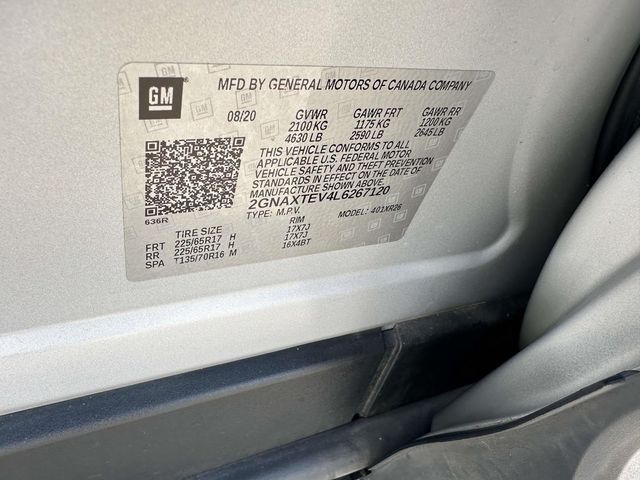 GM
MFD BY GENERAL MOTORS OF CANADA COMPANY
08/20 GVWR GAWR FRT GAWR RR
2100 KG 1175 KG 1200 KG
4630 LB 2590 LB 2645 LB
THIS VEHICLE CONFORMS TO ALL
APPLICABLE U.S. FEDERAL MOTOR
VEHICLE SAFETY AND THEFT PREVENTION
STANDARDS IN EFFECT ON THE DATE OF
MANUFACTURE SHOWN ABOVE.
2GNAXTEV4L6267120
636R TYPE: M.P.V. MODEL: 401XR26
TIRE SIZE RIM
FRT 225/65R17 H 17X7J
RR 225/65R17 H 17X7J
SPA T135/70R16 M 16X4BT